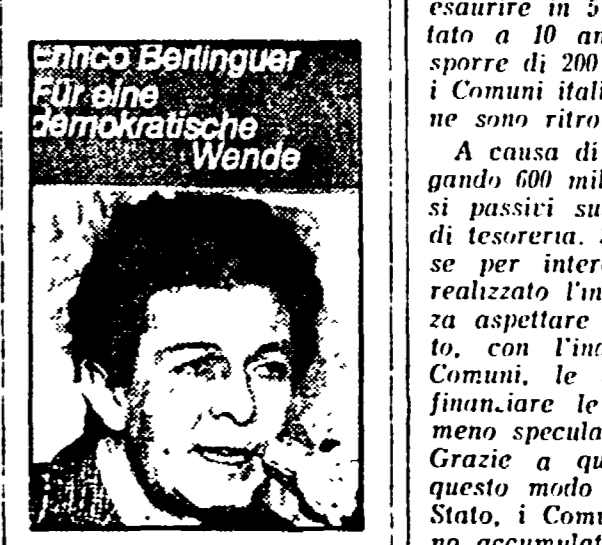 Enrico Berlinguer
Für eine
demokratische
Wende
esaurire in 5
tato a 10 an
sporre di 200
i Comuni itali
ne sono ritro
A causa di
gando 600 mil
si passivi su
di tesoreria.
se per inter
realizzato l'in
za aspettare
to, con l'ind
Comuni, le
finanziare le
meno specula
Grazie a qu
questo modo
Stato, i Comu
no accumulat